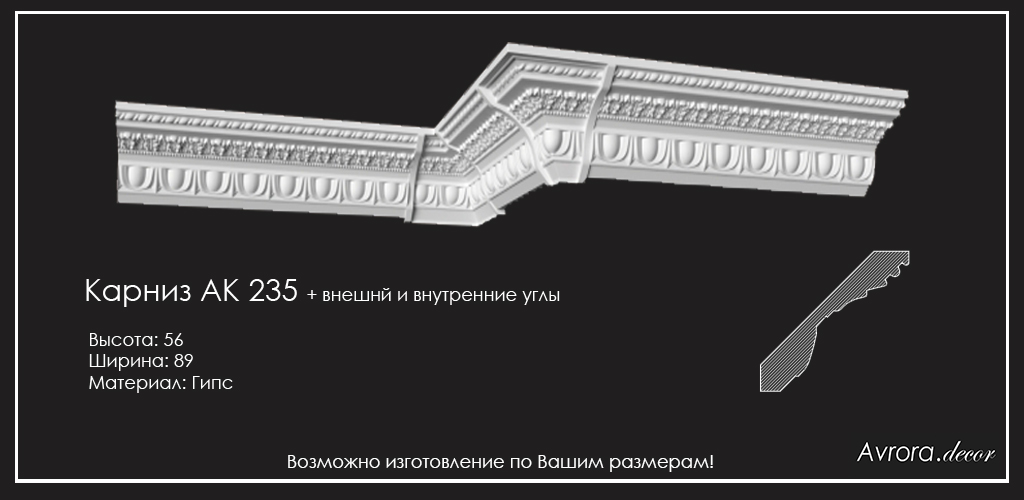 Карниз АК 235 + внешнй и внутренние углы
Высота: 56
Ширина: 89
Материал: Гипс
Возможно изготовление по Вашим размерам!
Avrora.decor